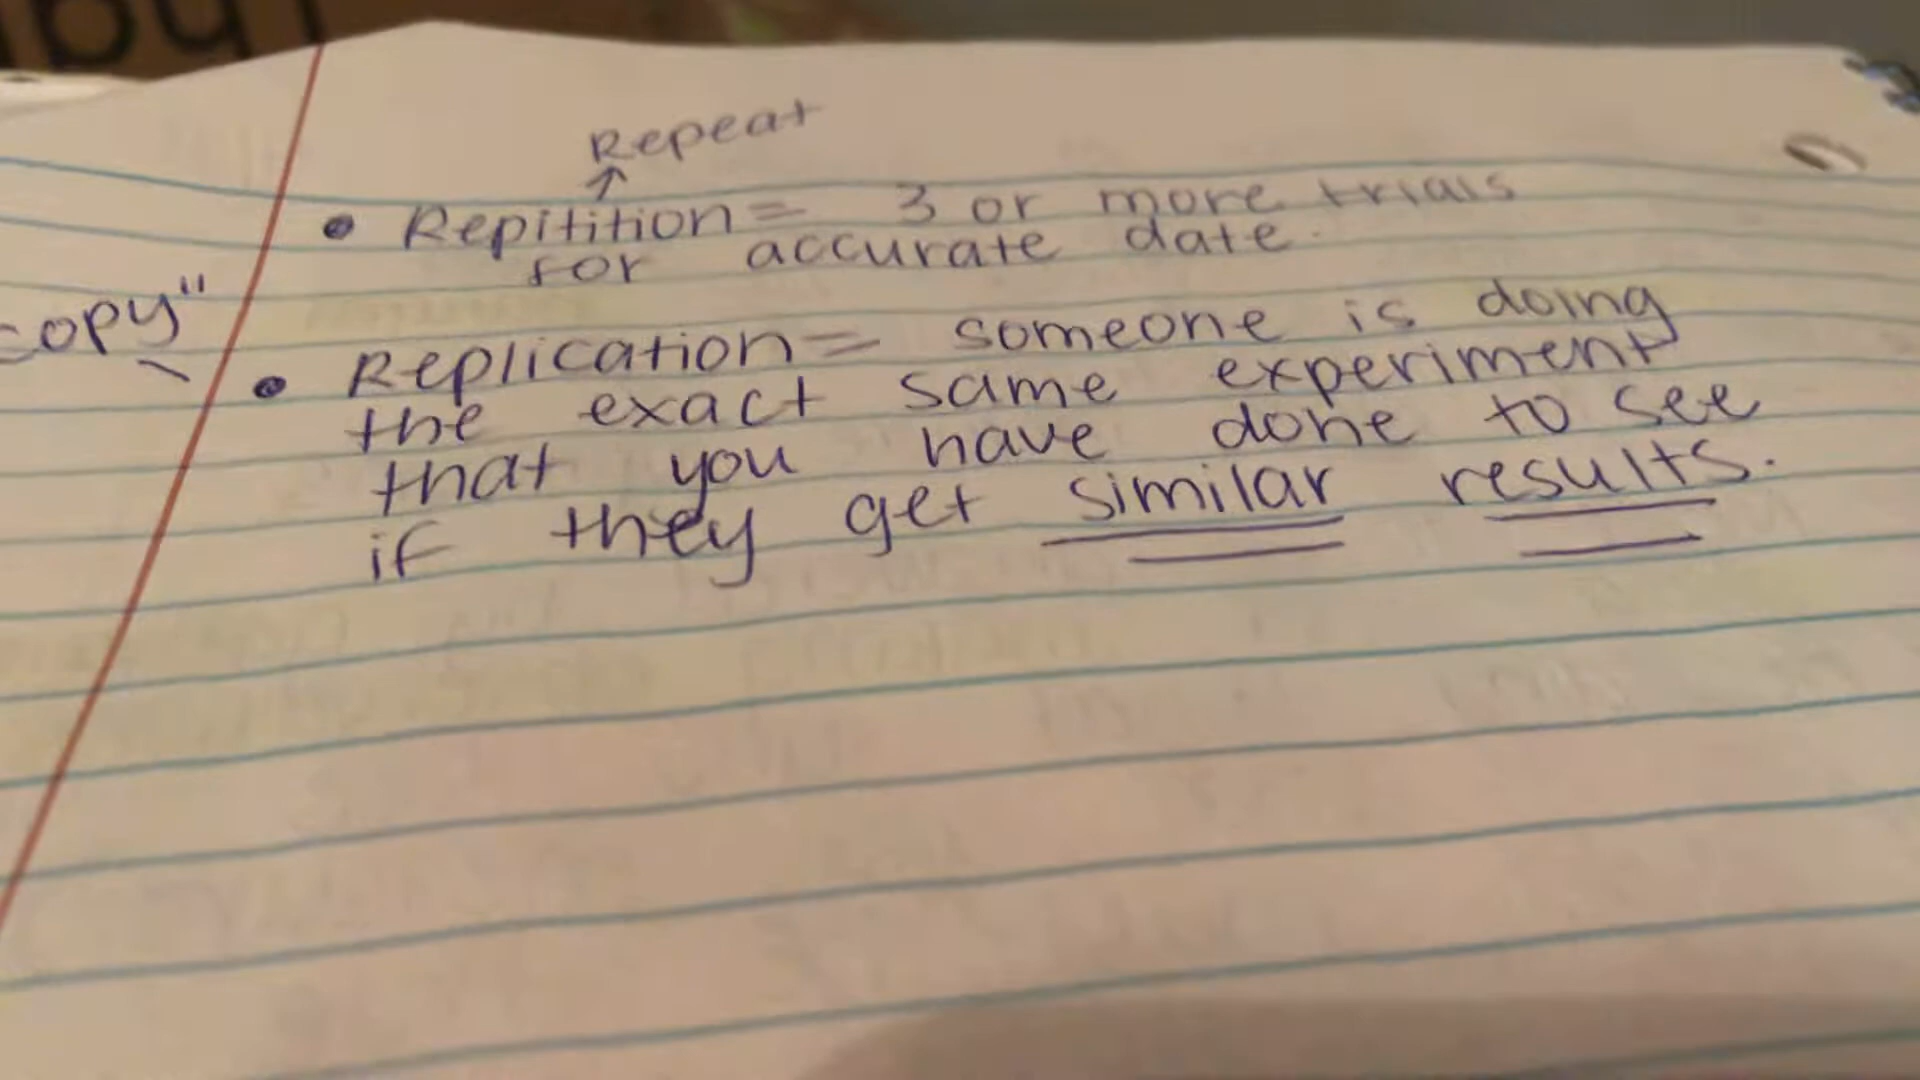 Repeat
↑
• Repitition = 3 or more trials
for accurate date.
copy"
• Replication = someone is doing
the exact same experiment
that you have done to see
if they get similar results.